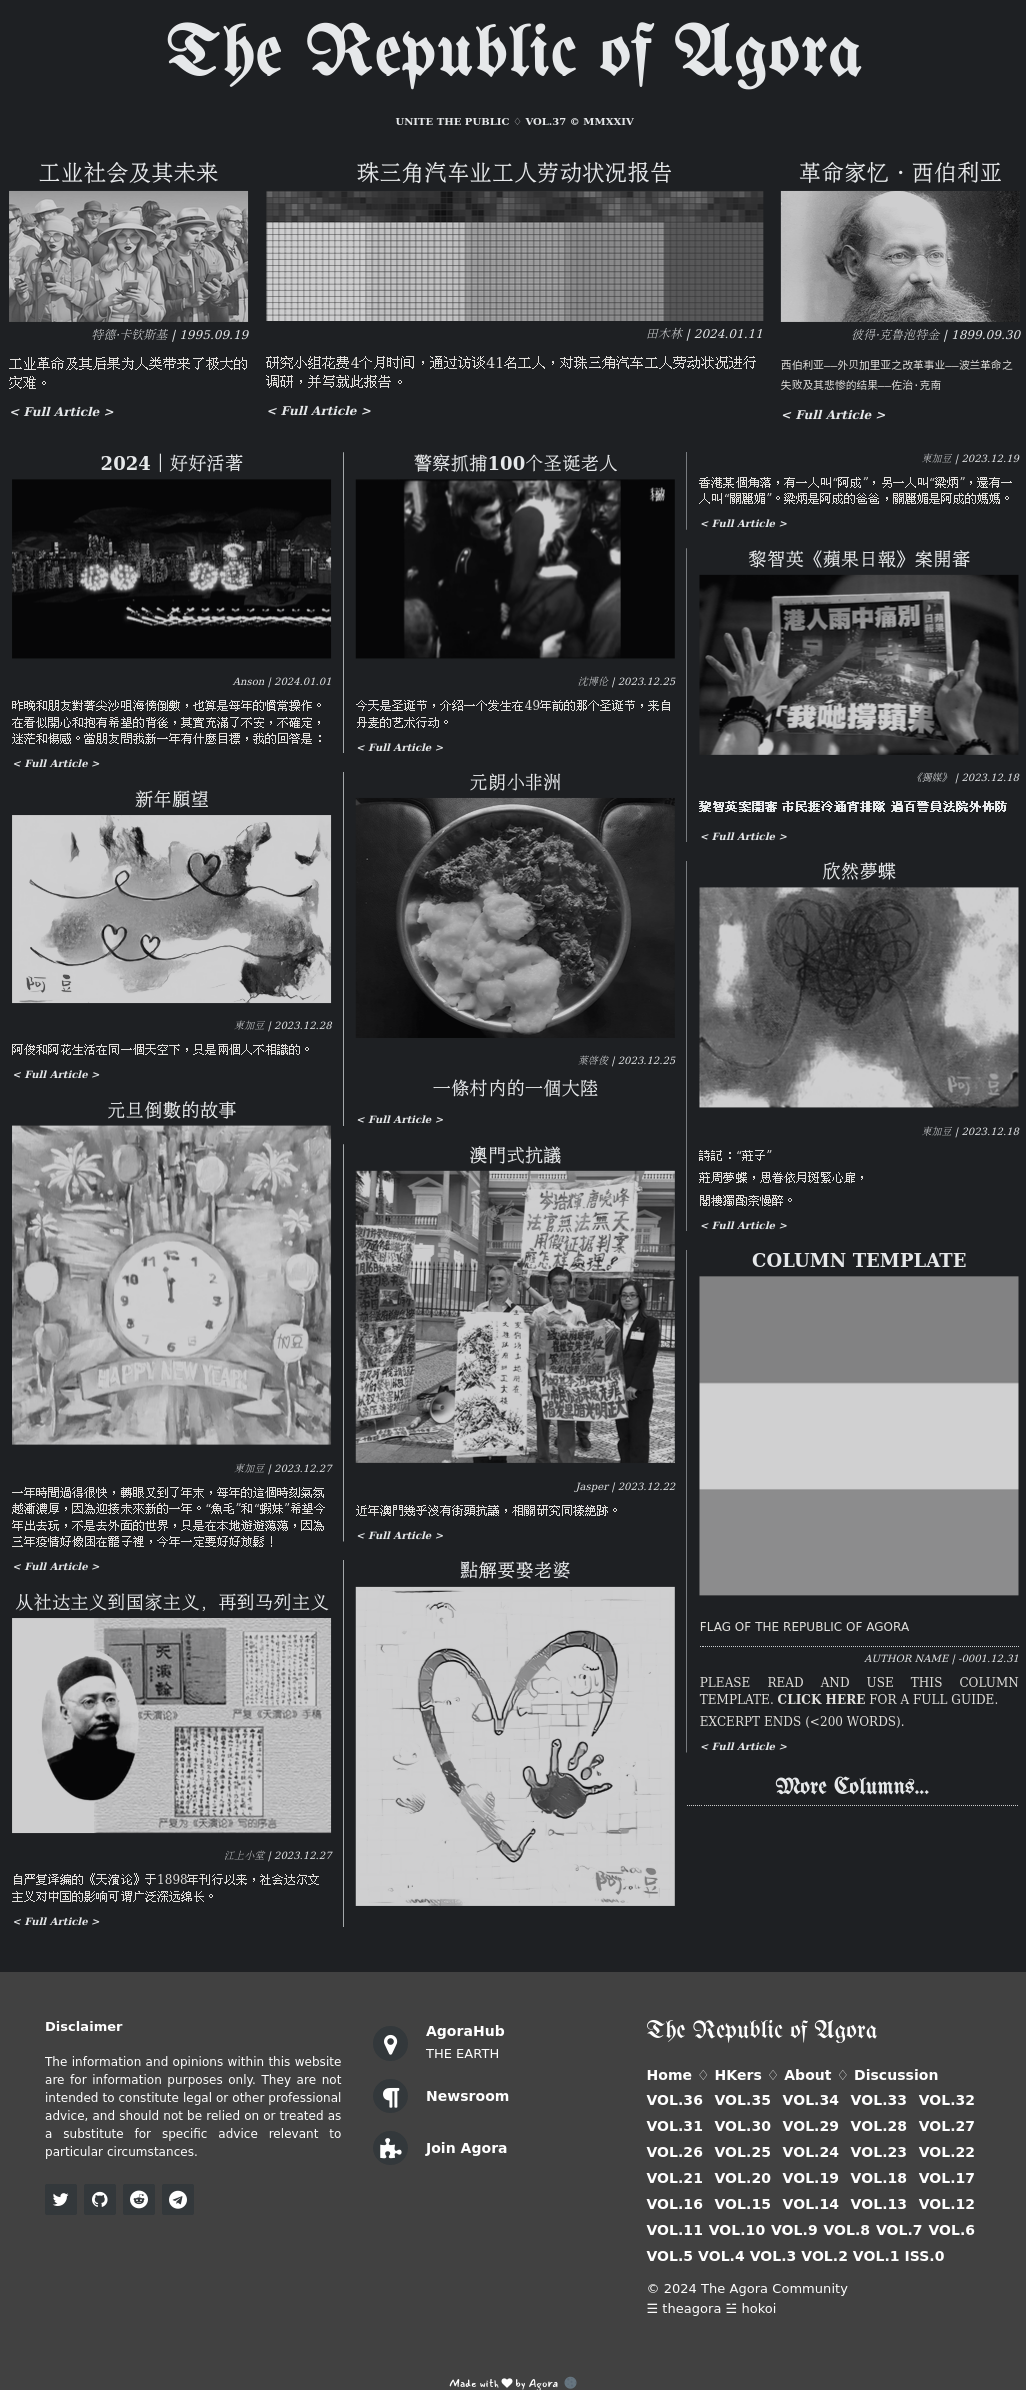 The Republic of Agora
UNITE THE PUBLIC ♢ VOL.37 © MMXXIV
工业社会及其未来
特德·卡钦斯基 | 1995.09.19
工业革命及其后果为人类带来了极大的
灾难。
< Full Article >
珠三角汽车业工人劳动状况报告
田木林 | 2024.01.11
研究小组花费4个月时间，通过访谈41名工人，对珠三角汽车工人劳动状况进行
调研，并写就此报告。
< Full Article >
革命家忆·西伯利亚
彼得·克鲁泡特金 | 1899.09.30
西伯利亚——外贝加里亚之改革事业——波兰革命之
失败及其悲惨的结果——佐治·克南
< Full Article >
2024｜好好活著
Anson | 2024.01.01
昨晚和朋友對著尖沙咀海傍倒數，也算是每年的慣常操作。
在看似開心和抱有希望的背後，其實充滿了不安，不確定，
迷茫和傷感。當朋友問我新一年有什麼目標，我的回答是：
< Full Article >
新年願望
阿 豆
東加豆 | 2023.12.28
阿俊和阿花生活在同一個天空下，只是兩個人不相識的。
< Full Article >
元旦倒數的故事
11 12 1
10 2
9 3
8 4
7 6 5
加豆
HAPPY NEW YEAR!
東加豆 | 2023.12.27
一年時間過得很快，轉眼又到了年末，每年的這個時刻氣氛
越漸濃厚，因為迎接未來新的一年。“魚毛”和“蝦妹”希望今
年出去玩，不是去外面的世界，只是在本地遊遊蕩蕩，因為
三年疫情好像困在籠子裡，今年一定要好好放鬆！
< Full Article >
从社达主义到国家主义，再到马列主义
天演論
《天演论》
严复《天演论》手稿
严复为《天演论》写的序言
江上小堂 | 2023.12.27
自严复译编的《天演论》于1898年刊行以来，社会达尔文
主义对中国的影响可谓广泛深远绵长。
< Full Article >
警察抓捕100个圣诞老人
沈博伦 | 2023.12.25
今天是圣诞节，介绍一个发生在49年前的那个圣诞节，来自
丹麦的艺术行动。
< Full Article >
元朗小非洲
葉啓俊 | 2023.12.25
一條村内的一個大陸
< Full Article >
澳門式抗議
岑浩輝,唐曉峰
法官無法無天
用假证据判案
應怎樣處理。
Jasper | 2023.12.22
近年澳門幾乎沒有街頭抗議，相關研究同樣絕跡。
< Full Article >
點解要娶老婆
阿 豆
東加豆 | 2023.12.19
香港某個角落，有一人叫“阿成”，另一人叫“梁炳”，還有一
人叫“關麗媚”。梁炳是阿成的爸爸，關麗媚是阿成的媽媽。
< Full Article >
黎智英《蘋果日報》案開審
港人雨中痛別
「我哋撐蘋果
《獨媒》 | 2023.12.18
黎智英案開審 市民捱冷通宵排隊 過百警員法院外佈防
< Full Article >
欣然夢蝶
阿 豆
東加豆 | 2023.12.18
詩記：“莊子”
莊周夢蝶，思眷依月斑繄心扉，
閣樓獨酌奈慢醉。
< Full Article >
COLUMN TEMPLATE
FLAG OF THE REPUBLIC OF AGORA
AUTHOR NAME | -0001.12.31
PLEASE READ AND USE THIS COLUMN
TEMPLATE. CLICK HERE FOR A FULL GUIDE.
EXCERPT ENDS (<200 WORDS).
< Full Article >
More Columns...
Disclaimer
The information and opinions within this website
are for information purposes only. They are not
intended to constitute legal or other professional
advice, and should not be relied on or treated as
a substitute for specific advice relevant to
particular circumstances.
AgoraHub
THE EARTH
Newsroom
Join Agora
The Republic of Agora
Home ♢ HKers ♢ About ♢ Discussion
VOL.36 VOL.35 VOL.34 VOL.33 VOL.32
VOL.31 VOL.30 VOL.29 VOL.28 VOL.27
VOL.26 VOL.25 VOL.24 VOL.23 VOL.22
VOL.21 VOL.20 VOL.19 VOL.18 VOL.17
VOL.16 VOL.15 VOL.14 VOL.13 VOL.12
VOL.11 VOL.10 VOL.9 VOL.8 VOL.7 VOL.6
VOL.5 VOL.4 VOL.3 VOL.2 VOL.1 ISS.0
© 2024 The Agora Community
☰ theagora ☱ hokoi
Made with ♥ by Agora